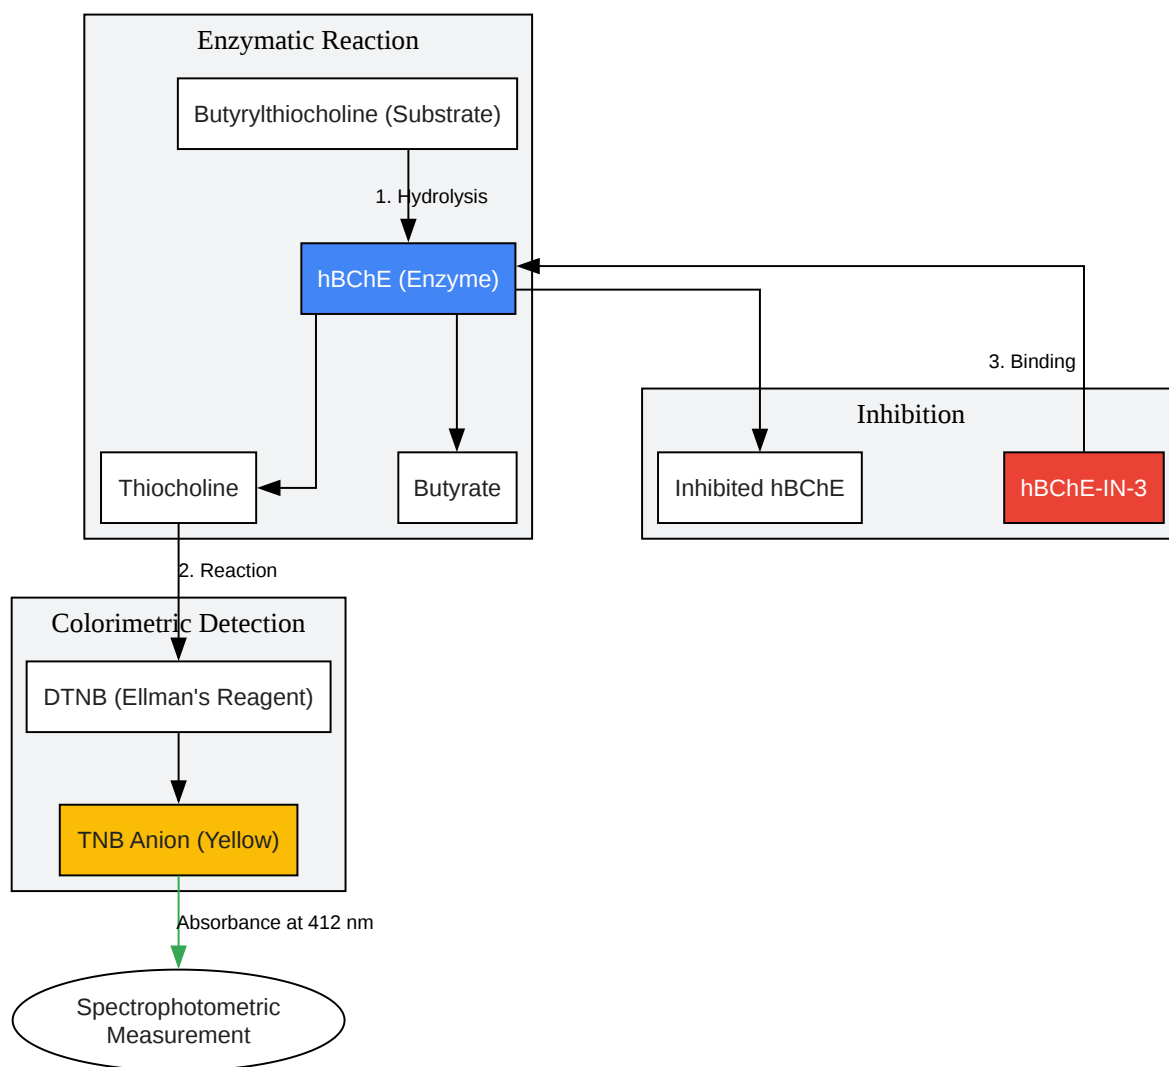 Enzymatic Reaction
Butyrylthiocholine (Substrate)
1. Hydrolysis
hBChE (Enzyme)
3. Binding
Inhibition
Thiocholine
Butyrate
Inhibited hBChE
hBChE-IN-3
2. Reaction
Colorimetric Detection
DTNB (Ellman's Reagent)
TNB Anion (Yellow)
Absorbance at 412 nm
Spectrophotometric
Measurement